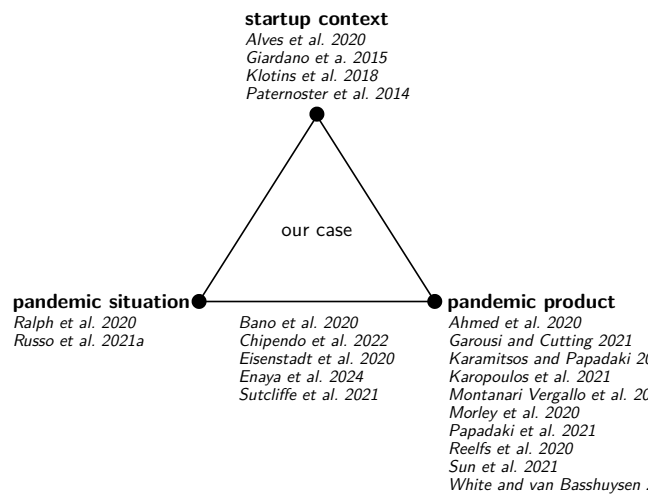 startup context
Alves et al. 2020
Giardano et a. 2015
Klotins et al. 2018
Paternoster et al. 2014
our case
pandemic situation
Ralph et al. 2020
Russo et al. 2021a
Bano et al. 2020
Chipendo et al. 2022
Eisenstadt et al. 2020
Enaya et al. 2024
Sutcliffe et al. 2021
pandemic product
Ahmed et al. 2020
Garousi and Cutting 2021
Karamitsos and Papadaki 20
Karopoulos et al. 2021
Montanari Vergallo et al. 20
Morley et al. 2020
Papadaki et al. 2021
Reelfs et al. 2020
Sun et al. 2021
White and van Basshuysen